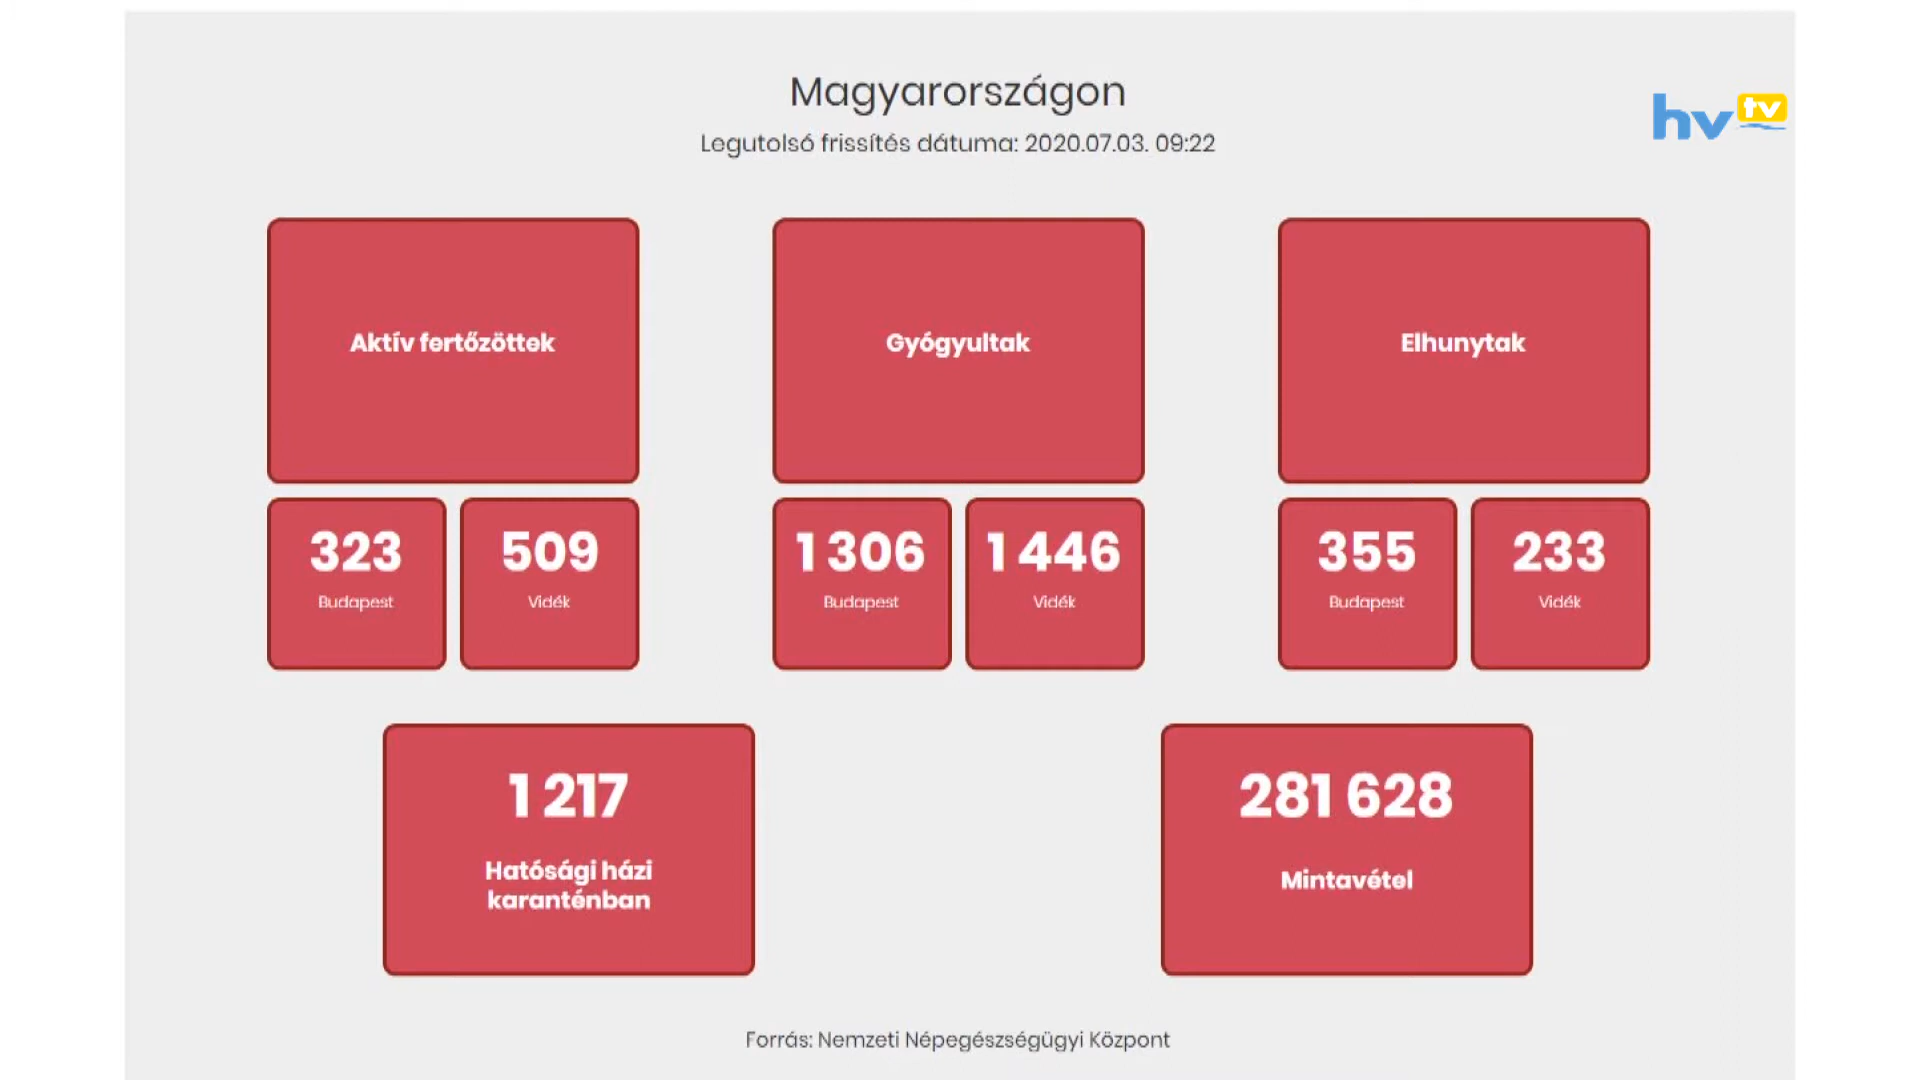 Magyarországon
hv tv
Legutolsó frissítés dátuma: 2020.07.03. 09:22
Aktív fertőzöttek
Gyógyultak
Elhunytak
323
509
1 306
1 446
355
233
Budapest
Vidék
Budapest
Vidék
Budapest
Vidék
1 217
281 628
Hatósági házi
karanténban
Mintavétel
Forrás: Nemzeti Népegészségügyi Központ